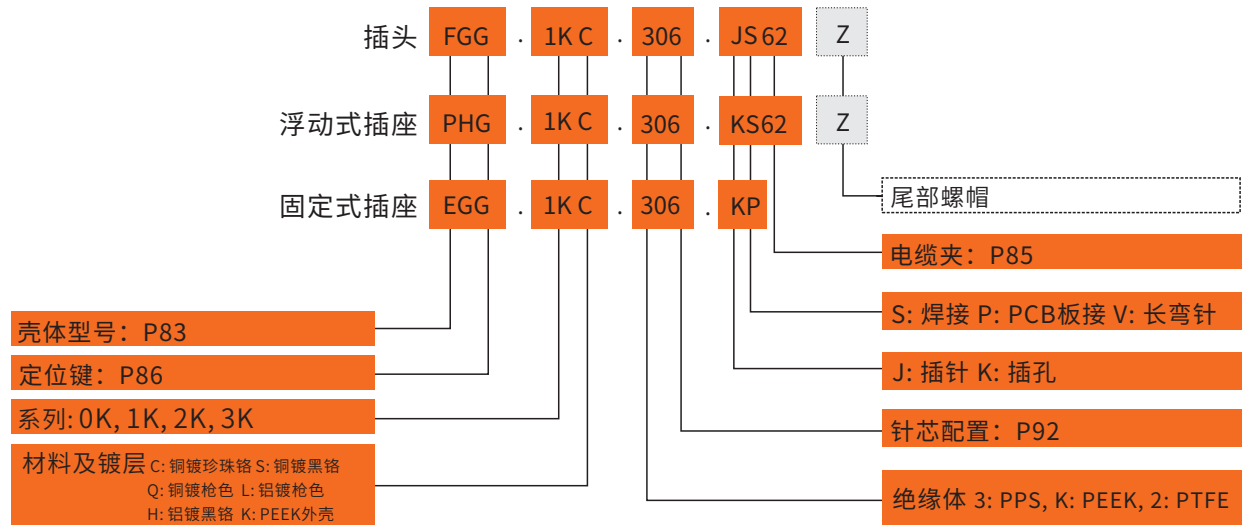 插头 FGG . 1K C . 306 . JS62 Z
浮动式插座 PHG . 1K C . 306 . KS62 Z
固定式插座 EGG . 1K C . 306 . KP
尾部螺帽
电缆夹：P85
S: 焊接 P: PCB板接 V: 长弯针
J: 插针 K: 插孔
针芯配置：P92
绝缘体 3: PPS, K: PEEK, 2: PTFE
壳体型号：P83
定位键：P86
系列: 0K, 1K, 2K, 3K
材料及镀层 C: 铜镀珍珠铬 S: 铜镀黑铬
Q: 铜镀枪色 L: 铝镀枪色
H: 铝镀黑铬 K: PEEK外壳